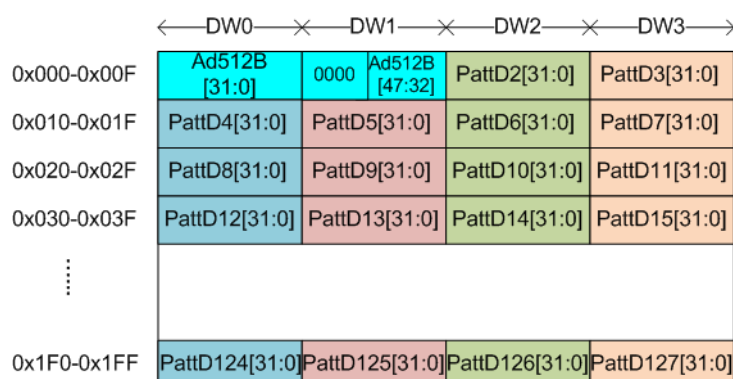 DW0 DW1 DW2 DW3
0x000-0x00F Ad512B [31:0] 0000 Ad512B [47:32] PattD2[31:0] PattD3[31:0]
0x010-0x01F PattD4[31:0] PattD5[31:0] PattD6[31:0] PattD7[31:0]
0x020-0x02F PattD8[31:0] PattD9[31:0] PattD10[31:0] PattD11[31:0]
0x030-0x03F PattD12[31:0] PattD13[31:0] PattD14[31:0] PattD15[31:0]
0x1F0-0x1FF PattD124[31:0] PattD125[31:0] PattD126[31:0] PattD127[31:0]